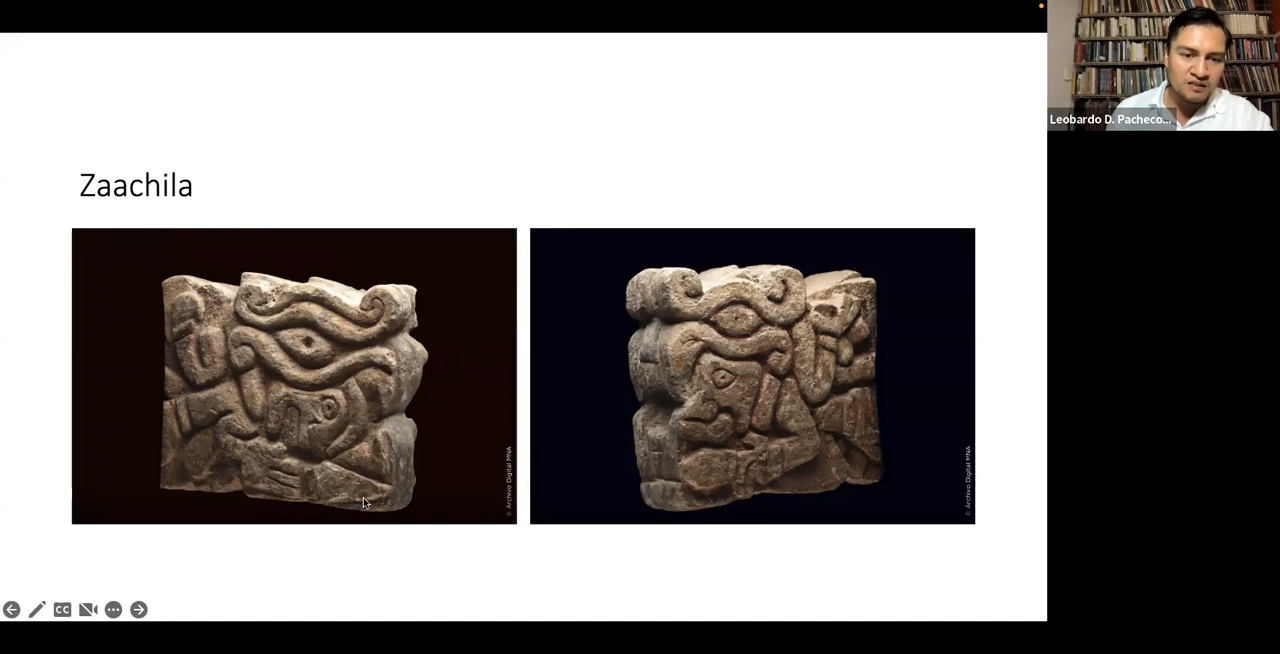 Leobardo D. Pacheco...
Zaachila
© Archivo Digital MNA
© Archivo Digital MNA
CC